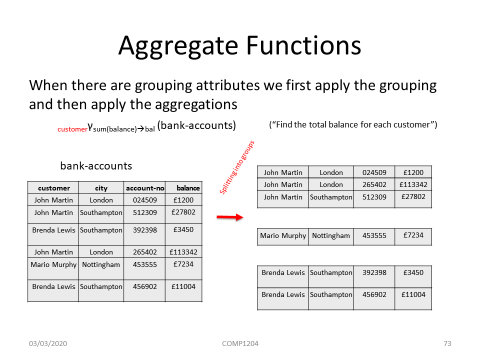 Aggregate Functions
When there are grouping attributes we first apply the grouping
and then apply the aggregations
customerγsum(balance)→bal (bank-accounts)
("Find the total balance for each customer")
Splitting into groups
bank-accounts
customer city account-no balance
John Martin London 024509 £1200
John Martin Southampton 512309 £27802
Brenda Lewis Southampton 392398 £3450
John Martin London 265402 £113342
Mario Murphy Nottingham 453555 £7234
Brenda Lewis Southampton 456902 £11004
John Martin London 024509 £1200
John Martin London 265402 £113342
John Martin Southampton 512309 £27802
Mario Murphy Nottingham 453555 £7234
Brenda Lewis Southampton 392398 £3450
Brenda Lewis Southampton 456902 £11004
03/03/2020 COMP1204 73